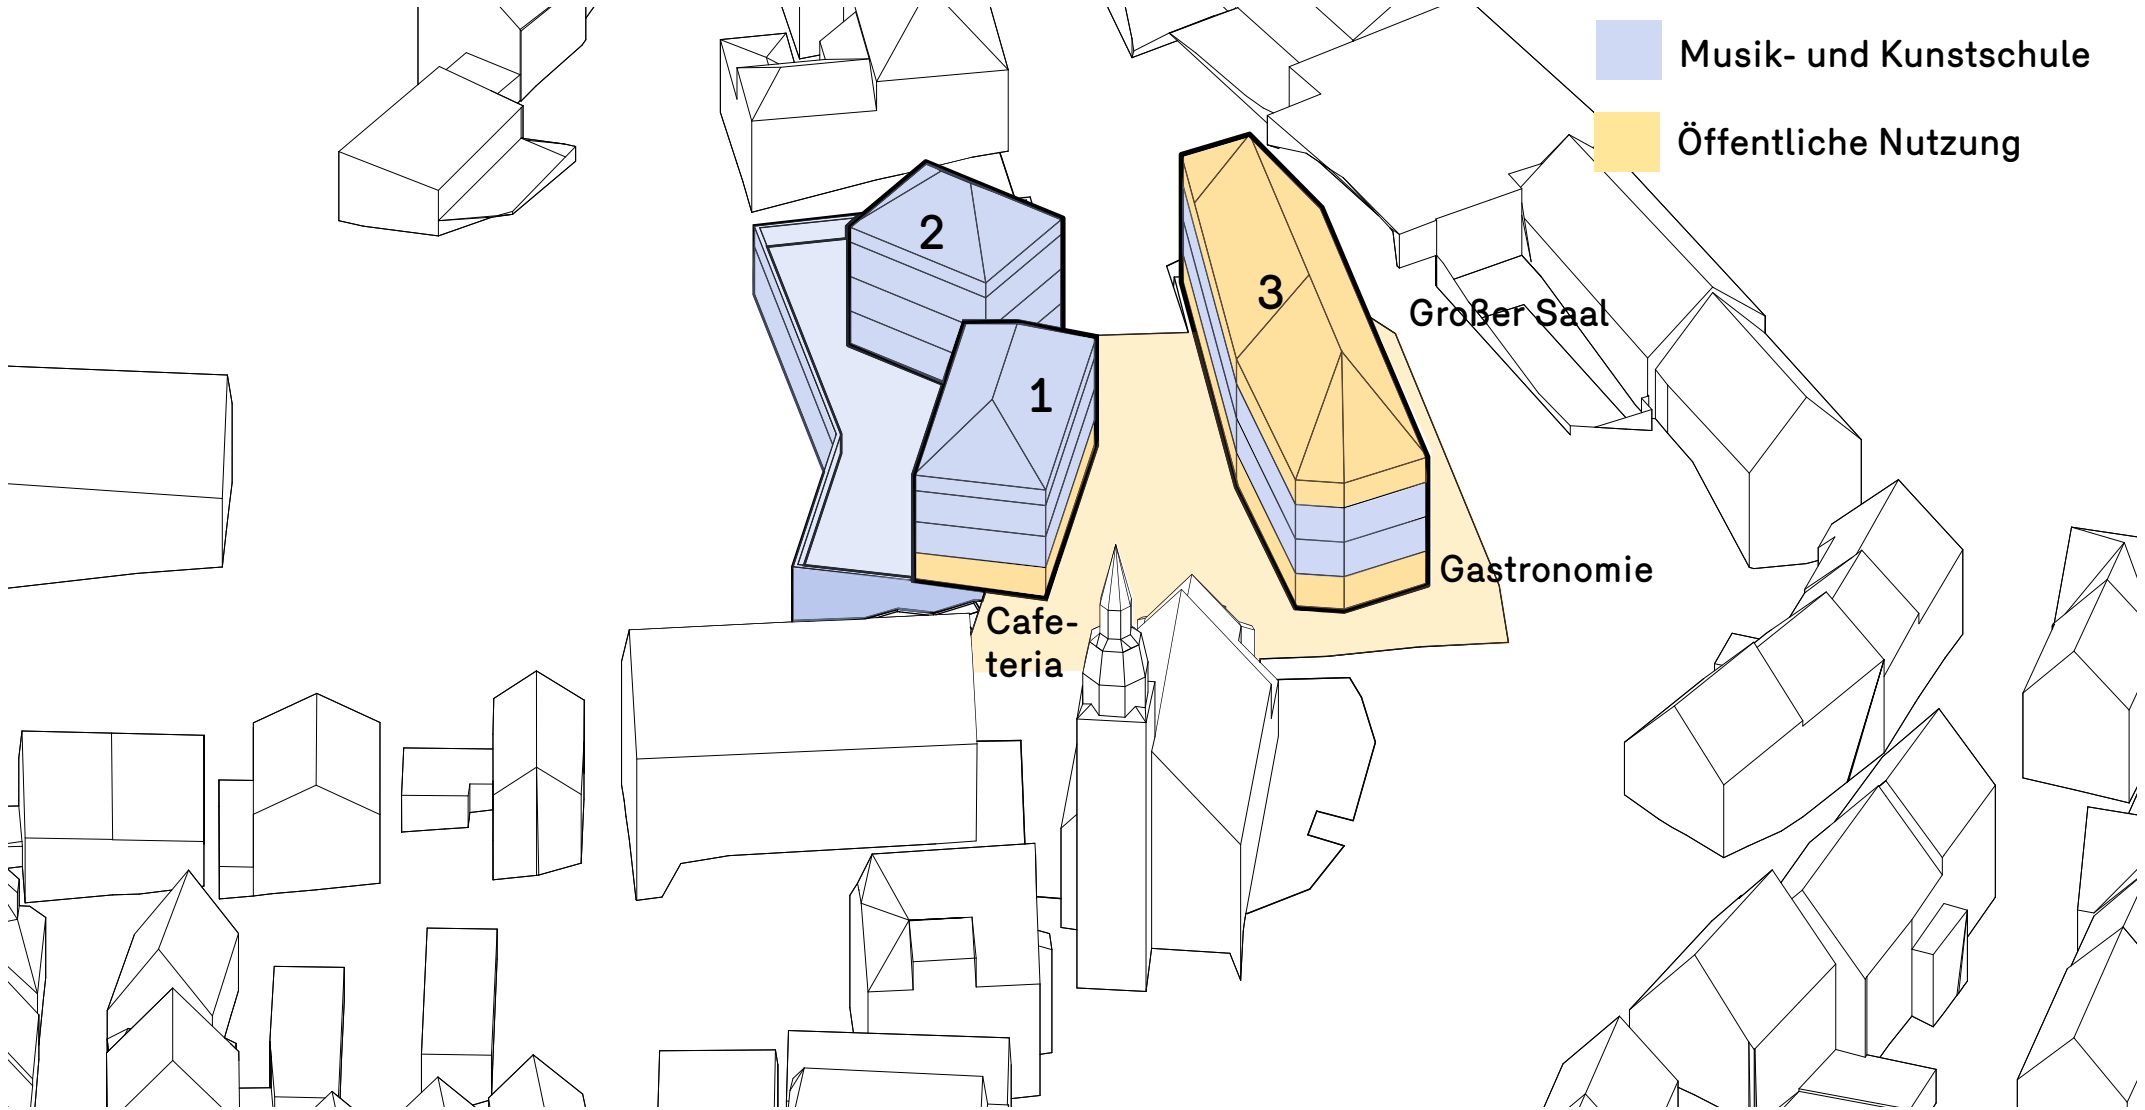 Musik- und Kunstschule
Öffentliche Nutzung
2
3
Großer Saal
1
Gastronomie
Cafe-
teria